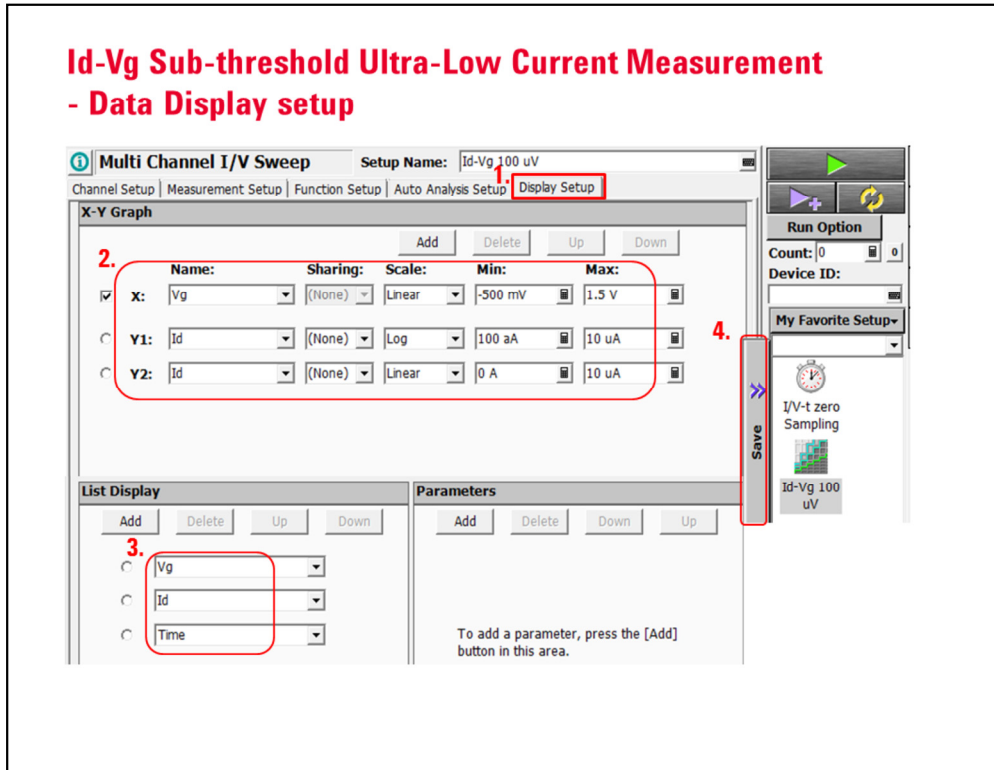 Id-Vg Sub-threshold Ultra-Low Current Measurement
- Data Display setup
Multi Channel I/V Sweep Setup Name: Id-Vg 100 uV
1.
Channel Setup Measurement Setup Function Setup Auto Analysis Setup Display Setup
X-Y Graph
Add Delete Up Down
2.
Name: Sharing: Scale: Min: Max:
X: Vg (None) Linear -500 mV 1.5 V
Y1: Id (None) Log 100 aA 10 uA
Y2: Id (None) Linear 0 A 10 uA
List Display
Add Delete Up Down
3.
Vg
Id
Time
Parameters
Add Delete Down Up
To add a parameter, press the [Add]
button in this area.
4.
Save
Run Option
Count: 0 0
Device ID:
My Favorite Setup
I/V-t zero
Sampling
Id-Vg 100
uV